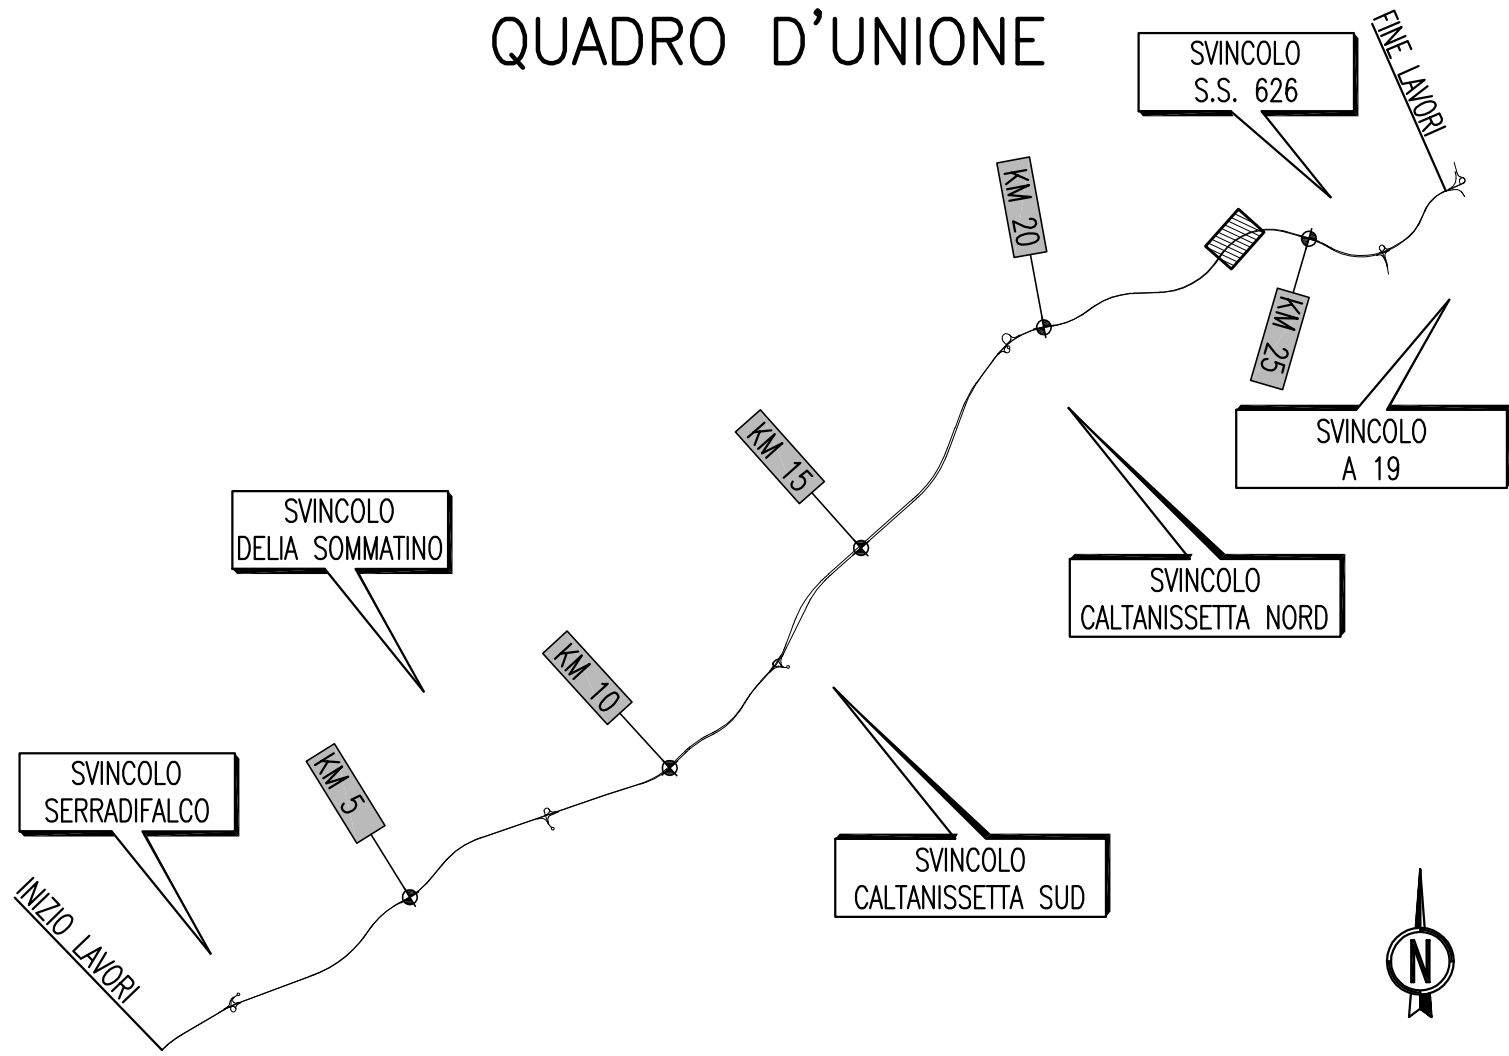 QUADRO D'UNIONE
SVINCOLO
S.S. 626
FINE LAVORI
KM 20
KM 25
SVINCOLO
A 19
KM 15
SVINCOLO
DELIA SOMMATINO
SVINCOLO
CALTANISSETTA NORD
KM 10
KM 5
SVINCOLO
SERRADIFALCO
SVINCOLO
CALTANISSETTA SUD
INIZIO LAVORI
N